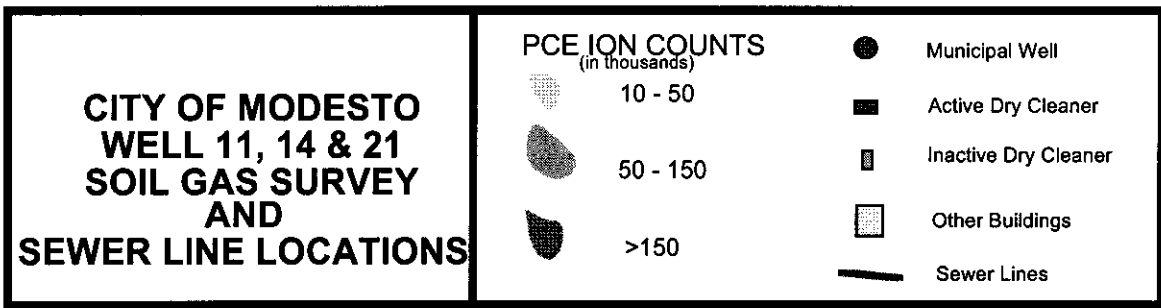 CITY OF MODESTO
WELL 11, 14 & 21
SOIL GAS SURVEY
AND
SEWER LINE LOCATIONS
PCE ION COUNTS
(in thousands)
10 - 50
50 - 150
>150
Municipal Well
Active Dry Cleaner
Inactive Dry Cleaner
Other Buildings
Sewer Lines